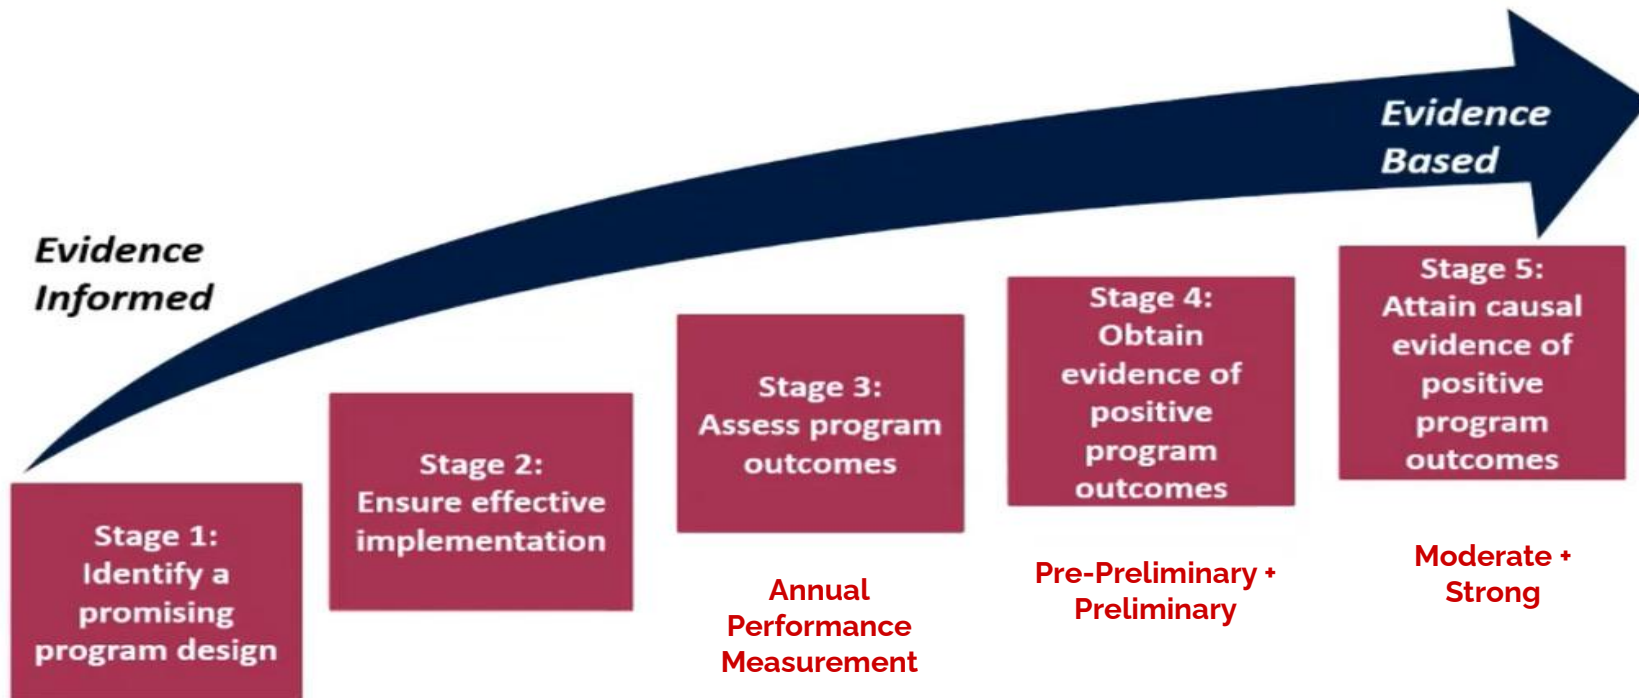 Evidence
Informed
Evidence
Based
Stage 1:
Identify a
promising
program design
Stage 2:
Ensure effective
implementation
Stage 3:
Assess program
outcomes
Annual
Performance
Measurement
Stage 4:
Obtain
evidence of
positive
program
outcomes
Pre-Preliminary +
Preliminary
Stage 5:
Attain causal
evidence of
positive
program
outcomes
Moderate +
Strong